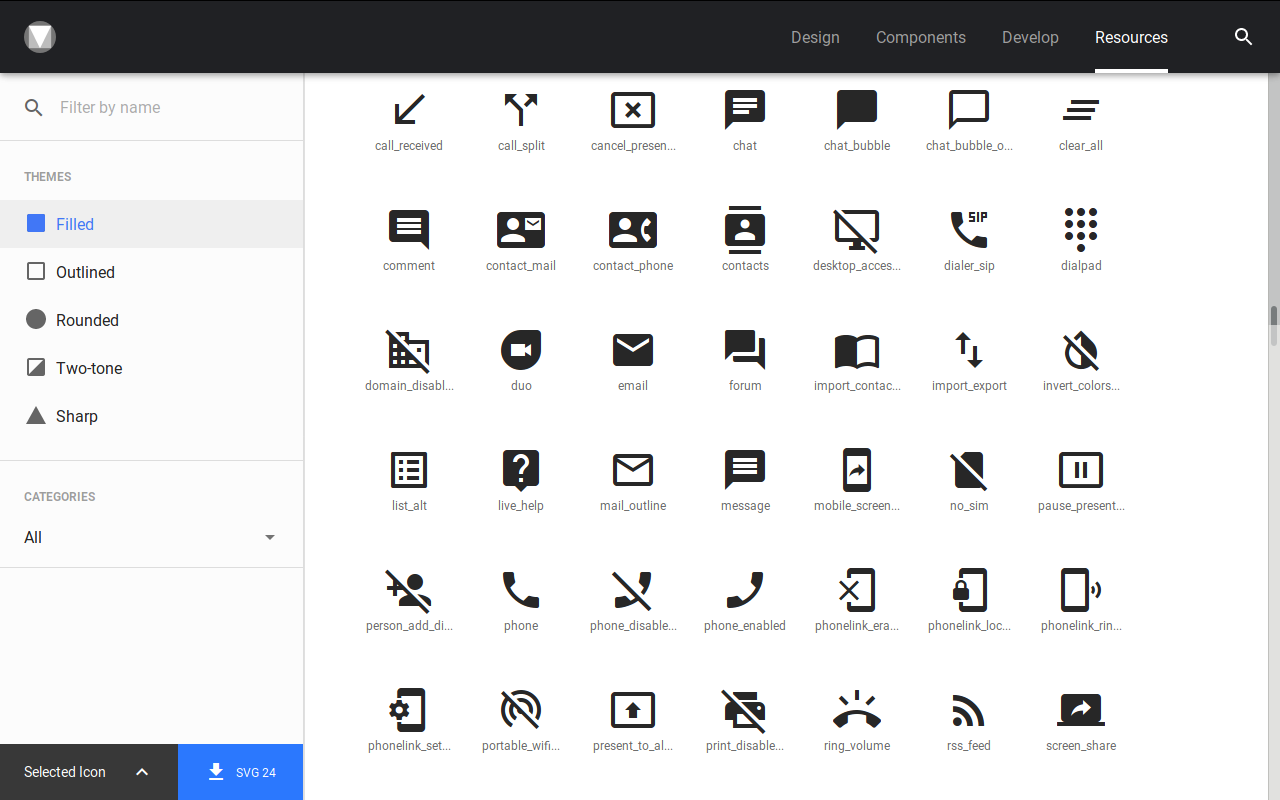 Design Components Develop Resources
Filter by name
THEMES
Filled
Outlined
Rounded
Two-tone
Sharp
CATEGORIES
All
Selected Icon
SVG 24
call_received call_split cancel_presen... chat chat_bubble chat_bubble_o... clear_all
comment contact_mail contact_phone contacts desktop_acces... dialer_sip dialpad
SIP
domain_disabl... duo email forum import_contac... import_export invert_colors...
list_alt live_help mail_outline message mobile_screen... no_sim pause_present...
person_add_di... phone phone_disable... phone_enabled phonelink_era... phonelink_loc... phonelink_rin...
phonelink_set... portable_wifi... present_to_al... print_disable... ring_volume rss_feed screen_share